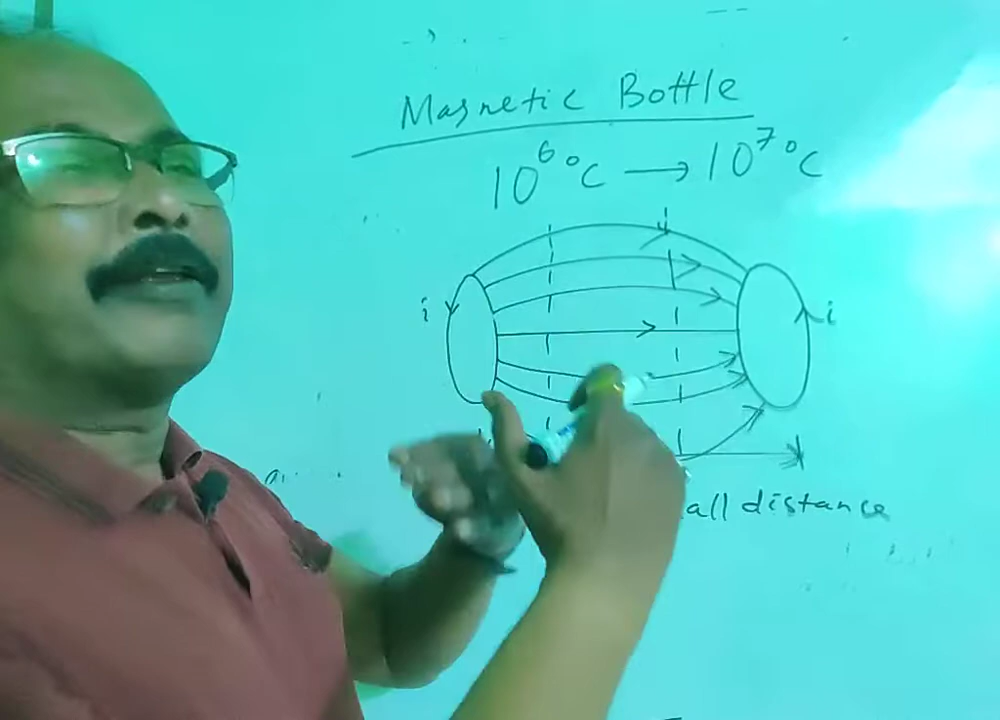 Magnetic Bottle
10⁶ °C → 10⁷ °C
i i
all distance